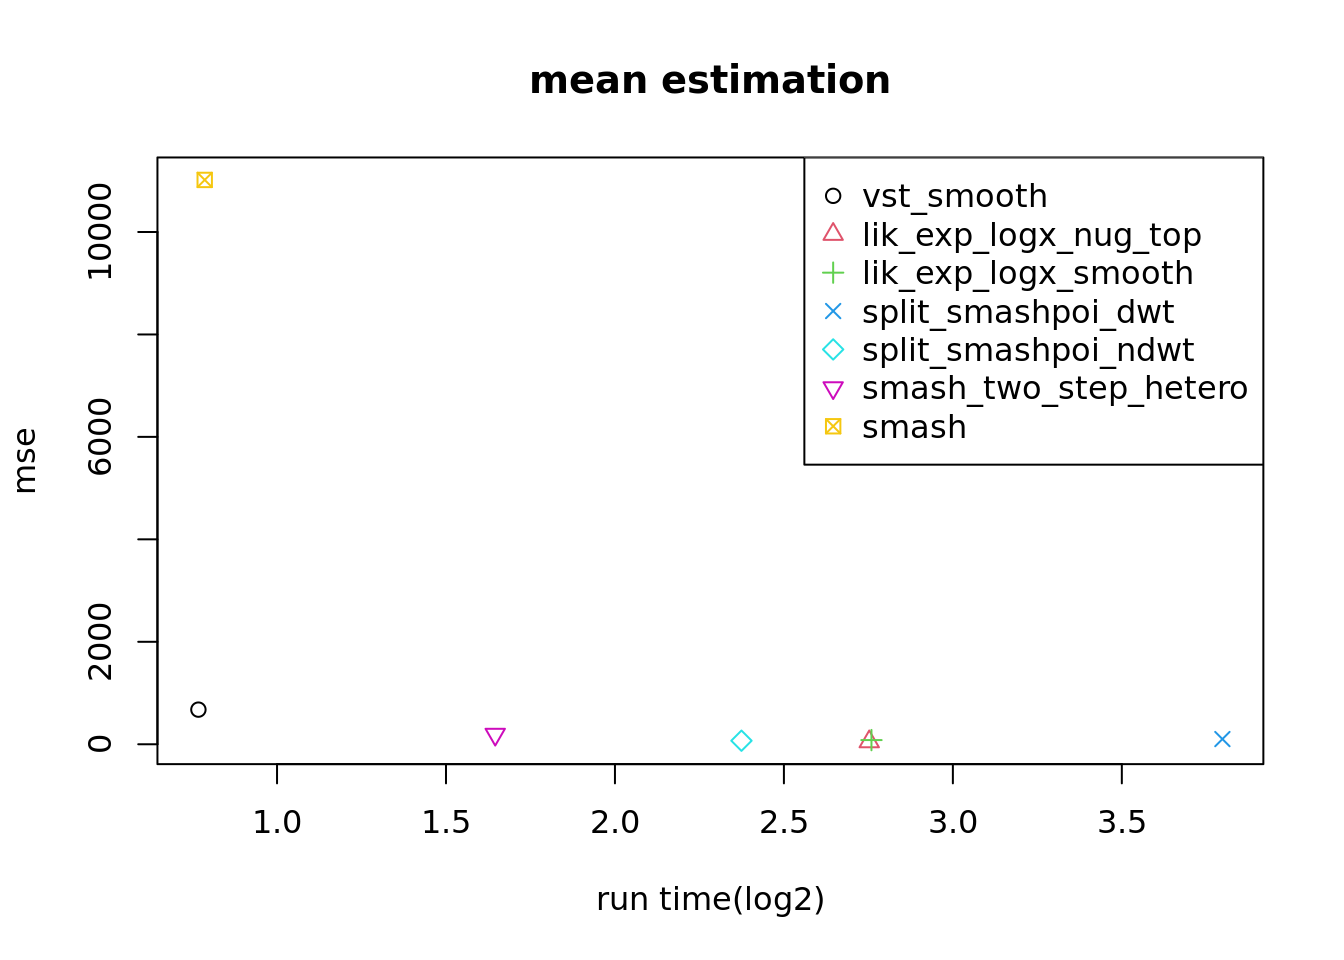 mean estimation
vst_smooth
lik_exp_logx_nug_top
lik_exp_logx_smooth
split_smashpoi_dwt
split_smashpoi_ndwt
smash_two_step_hetero
smash
mse
10000
6000
2000
0
1.0 1.5 2.0 2.5 3.0 3.5
run time(log2)